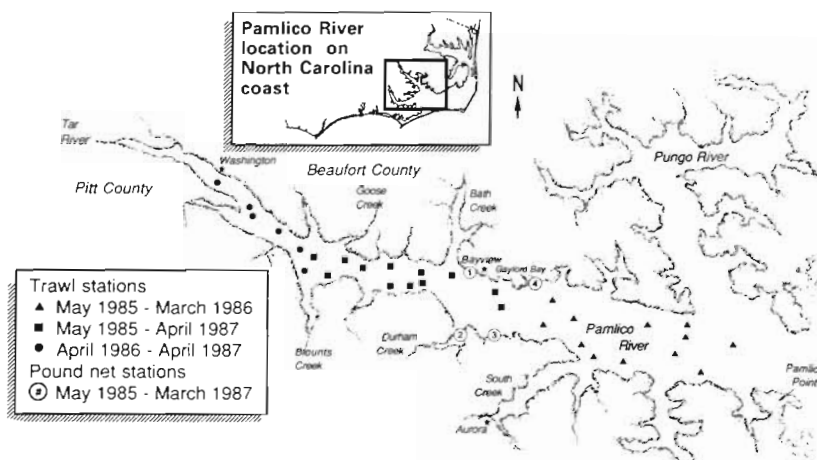 Pamlico River
location on
North Carolina
coast
N
Tar
River
Washington
Pitt County
Beaufort County
Goose
Creek
Bath
Creek
Pungo River
Bayview
Gaylord Bay
1
4
2
3
Trawl stations
May 1985 - March 1986
May 1985 - April 1987
April 1986 - April 1987
Pound net stations
# May 1985 - March 1987
Blounts
Creek
Durham
Creek
Pamlico
River
South
Creek
Aurora
Pamlico
Point